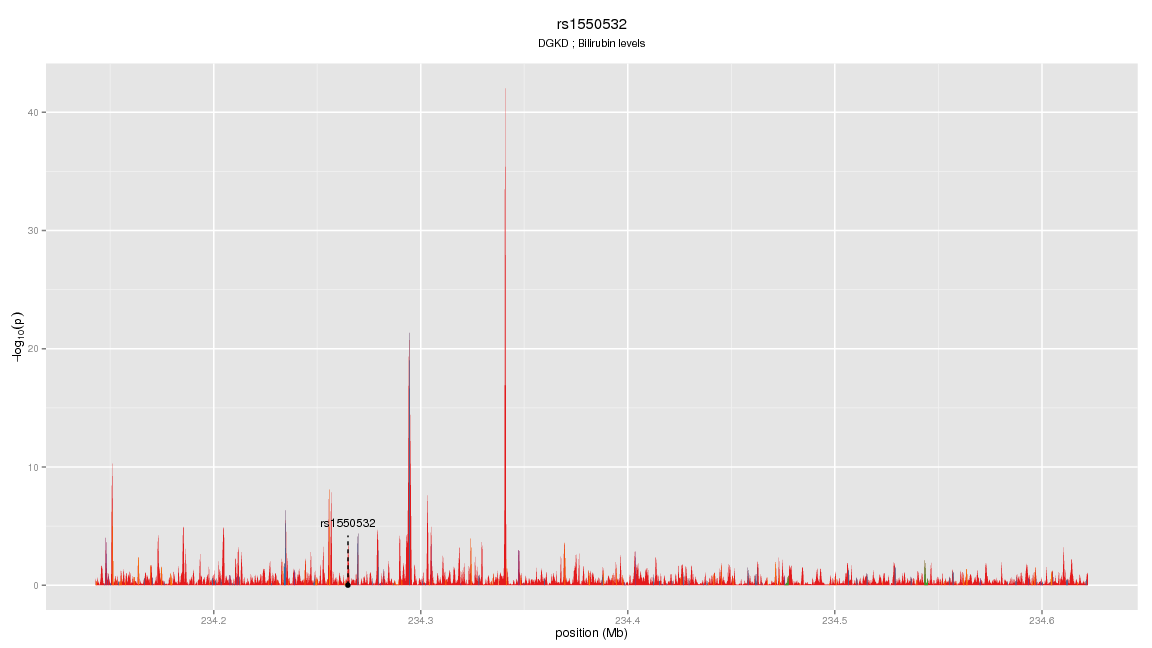 rs1550532
DGKD ; Bilirubin levels
40
30
20
10
0
−log10(p)
rs1550532
234.2
234.3
234.4
234.5
234.6
position (Mb)